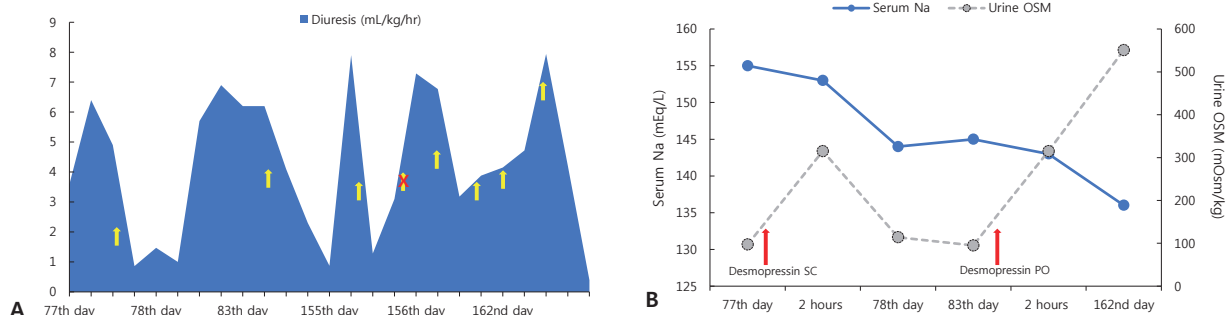 Diuresis (mL/kg/hr)
9
8
7
6
5
4
3
2
1
0
77th day 78th day 83th day 155th day 156th day 162nd day
A
Serum Na Urine OSM
Serum Na (mEq/L)
160
155
150
145
140
135
130
125
Desmopressin SC
Desmopressin PO
77th day 2 hours 78th day 83th day 2 hours 162nd day
600
500
400
300
200
100
0
Urine OSM (mOsm/kg)
B